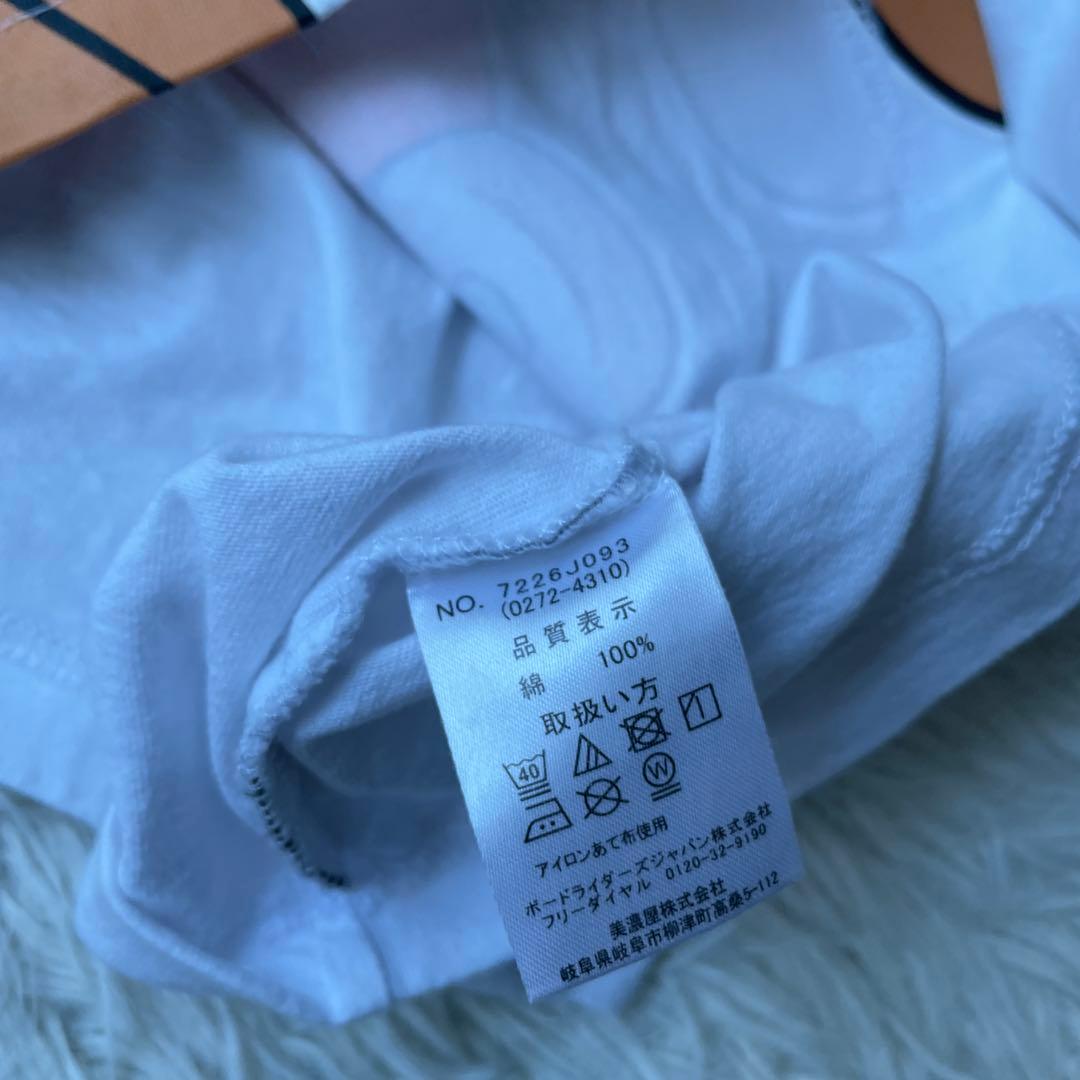 NO. 7226J093
(0272-4310)
品質表示
綿 100%
取扱い方
40
W
アイロンあて布使用
ボードライダーズジャパン株式会社
フリーダイヤル 0120-32-9190
美濃屋株式会社
岐阜県岐阜市柳津町高桑5-112